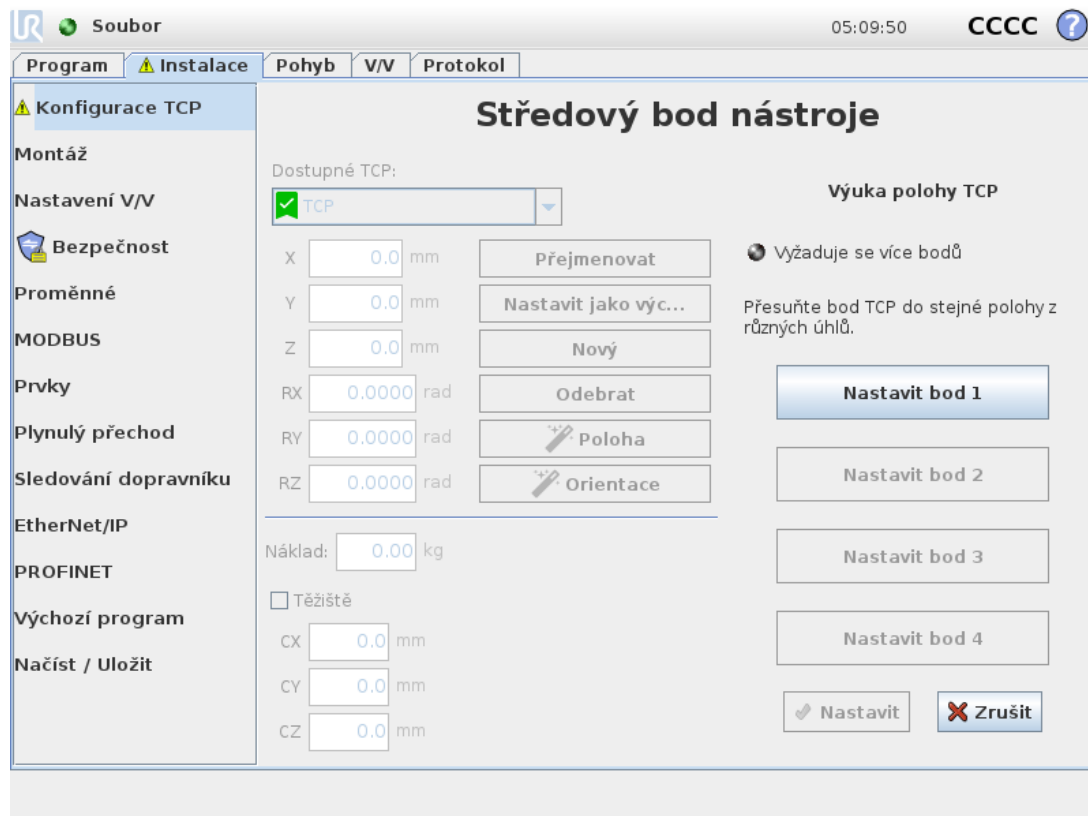 Soubor
05:09:50
CCCC
?
Program
Instalace
Pohyb
V/V
Protokol
Konfigurace TCP
Montáž
Nastavení V/V
Bezpečnost
Proměnné
MODBUS
Prvky
Plynulý přechod
Sledování dopravníku
EtherNet/IP
PROFINET
Výchozí program
Načíst / Uložit
Středový bod nástroje
Dostupné TCP:
TCP
X 0.0 mm
Y 0.0 mm
Z 0.0 mm
RX 0.0000 rad
RY 0.0000 rad
RZ 0.0000 rad
Přejmenovat
Nastavit jako výc...
Nový
Odebrat
Poloha
Orientace
Náklad: 0.00 kg
Těžiště
CX 0.0 mm
CY 0.0 mm
CZ 0.0 mm
Výuka polohy TCP
Vyžaduje se více bodů
Přesuňte bod TCP do stejné polohy z
různých úhlů.
Nastavit bod 1
Nastavit bod 2
Nastavit bod 3
Nastavit bod 4
Nastavit
Zrušit